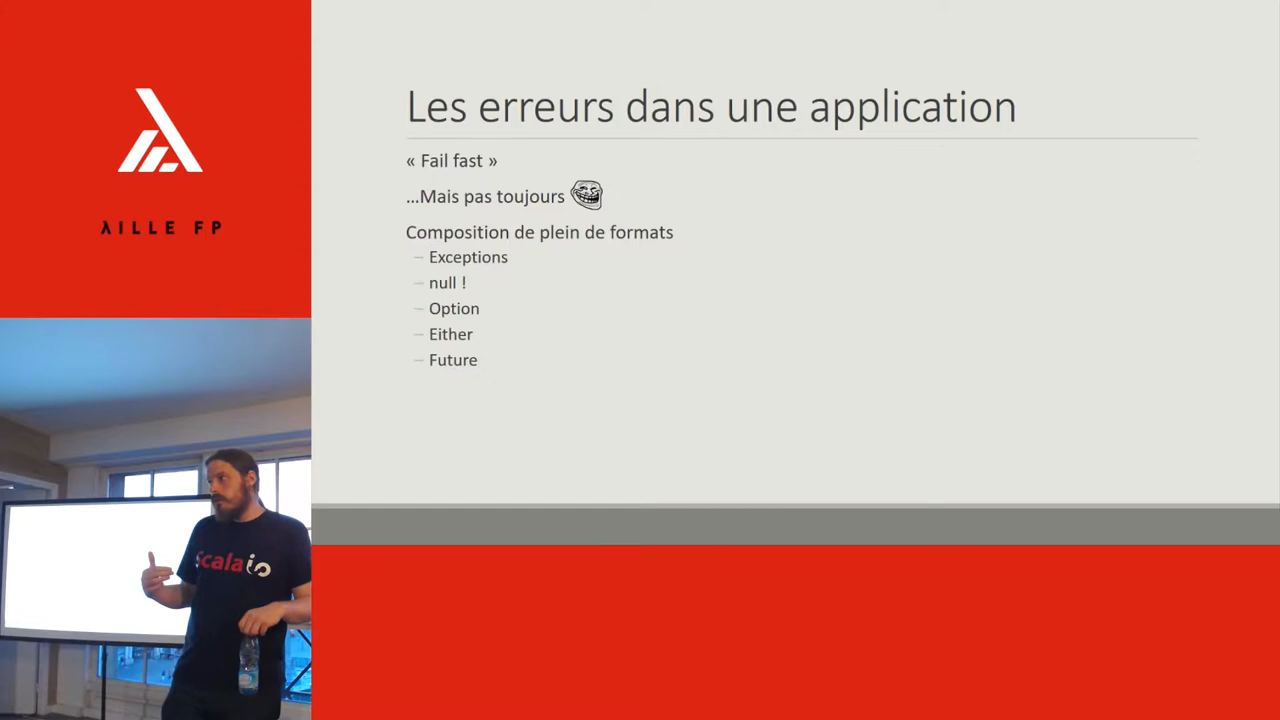 λILLE FP
Les erreurs dans une application
« Fail fast »
...Mais pas toujours
Composition de plein de formats
– Exceptions
– null !
– Option
– Either
– Future
Scala io